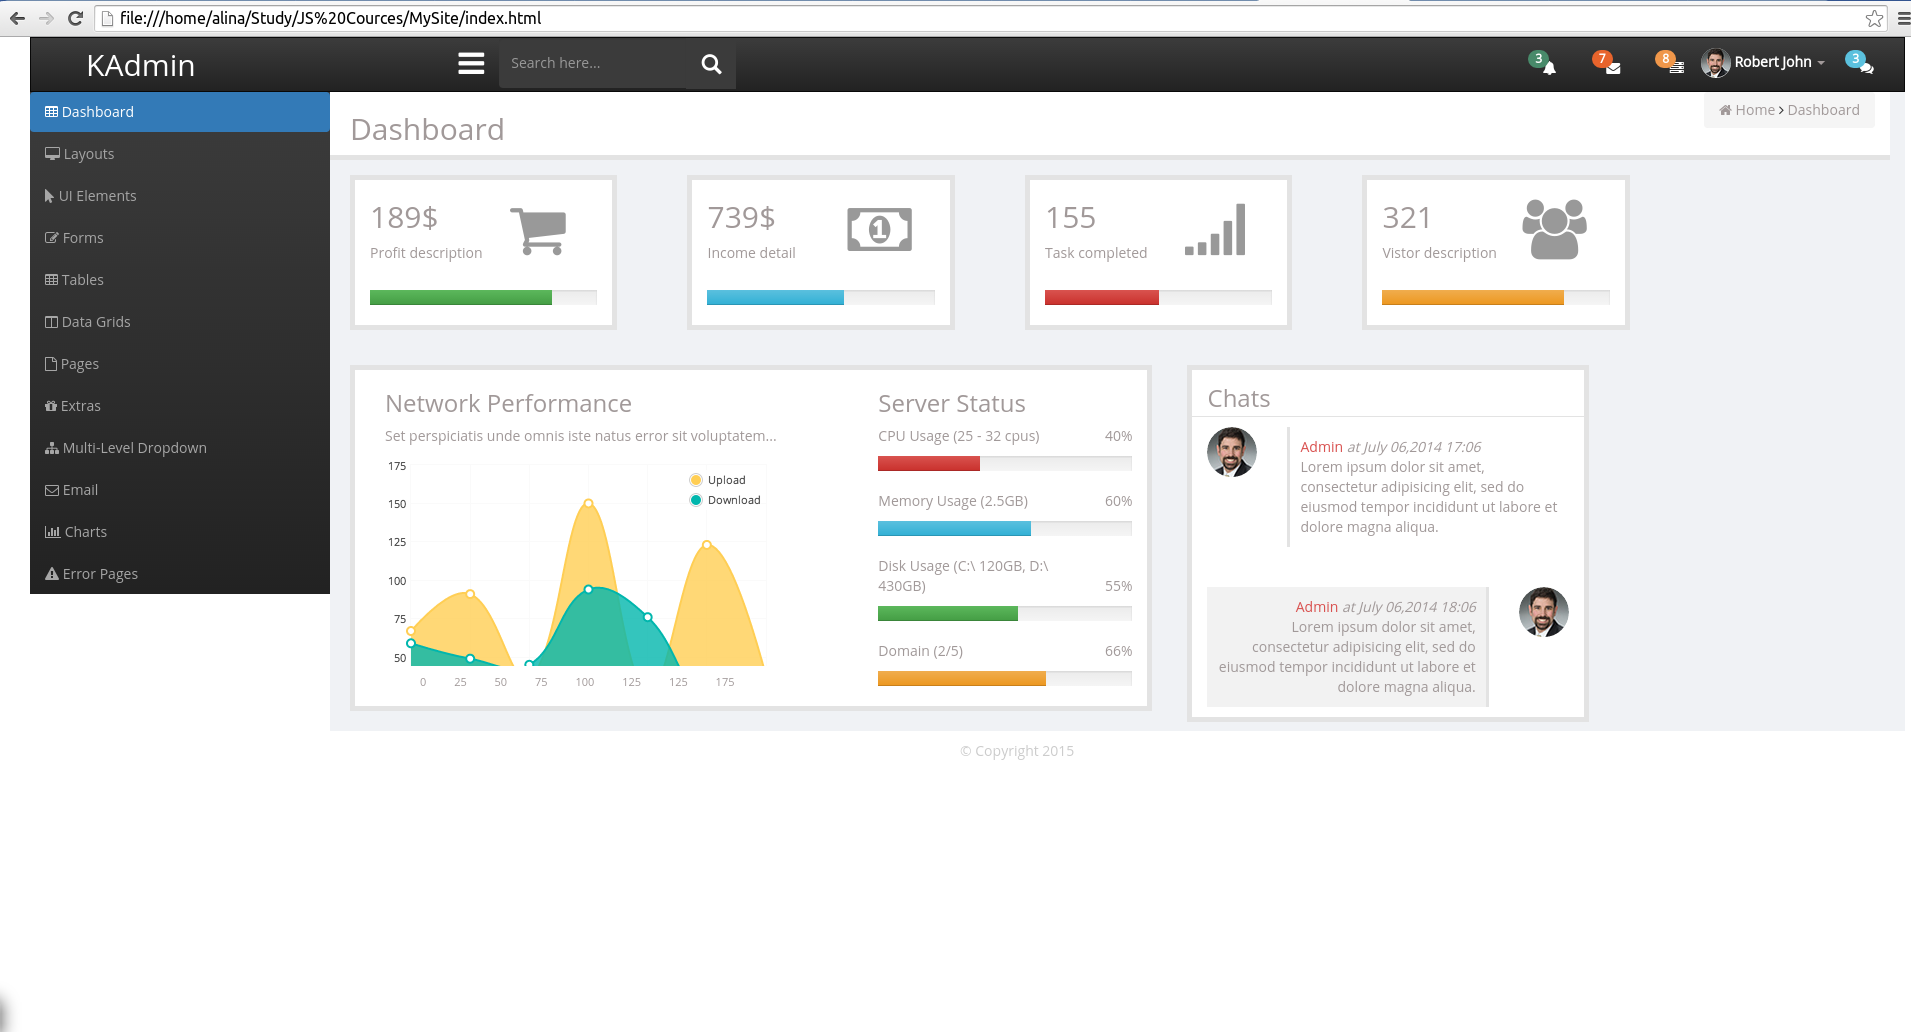 file:///home/alina/Study/JS%20Cources/MySite/index.html
KAdmin
Search here...
3
7
8
Robert John
3
Dashboard
Layouts
UI Elements
Forms
Tables
Data Grids
Pages
Extras
Multi-Level Dropdown
Email
Charts
Error Pages
Dashboard
Home > Dashboard
189$
Profit description
739$
Income detail
1
155
Task completed
321
Vistor description
Network Performance
Set perspiciatis unde omnis iste natus error sit voluptatem...
175
150
125
100
75
50
Upload
Download
0 25 50 75 100 125 125 175
Server Status
CPU Usage (25 - 32 cpus) 40%
Memory Usage (2.5GB) 60%
Disk Usage (C:\ 120GB, D:\
430GB) 55%
Domain (2/5) 66%
Chats
Admin at July 06,2014 17:06
Lorem ipsum dolor sit amet,
consectetur adipisicing elit, sed do
eiusmod tempor incididunt ut labore et
dolore magna aliqua.
Admin at July 06,2014 18:06
Lorem ipsum dolor sit amet,
consectetur adipisicing elit, sed do
eiusmod tempor incididunt ut labore et
dolore magna aliqua.
© Copyright 2015